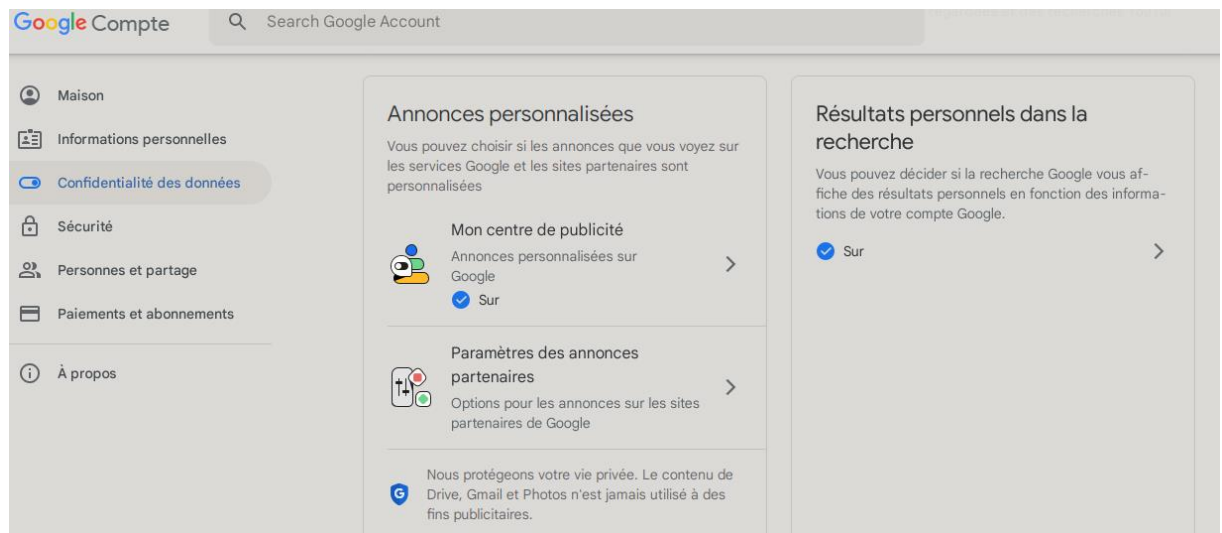 Google Compte
Search Google Account
Maison
Informations personnelles
Confidentialité des données
Sécurité
Personnes et partage
Paiements et abonnements
À propos
Annonces personnalisées
Vous pouvez choisir si les annonces que vous voyez sur
les services Google et les sites partenaires sont
personnalisées
Mon centre de publicité
Annonces personnalisées sur
Google
Sur
Paramètres des annonces
partenaires
Options pour les annonces sur les sites
partenaires de Google
Nous protégeons votre vie privée. Le contenu de
Drive, Gmail et Photos n'est jamais utilisé à des
fins publicitaires.
Résultats personnels dans la
recherche
Vous pouvez décider si la recherche Google vous af-
fiche des résultats personnels en fonction des informa-
tions de votre compte Google.
Sur